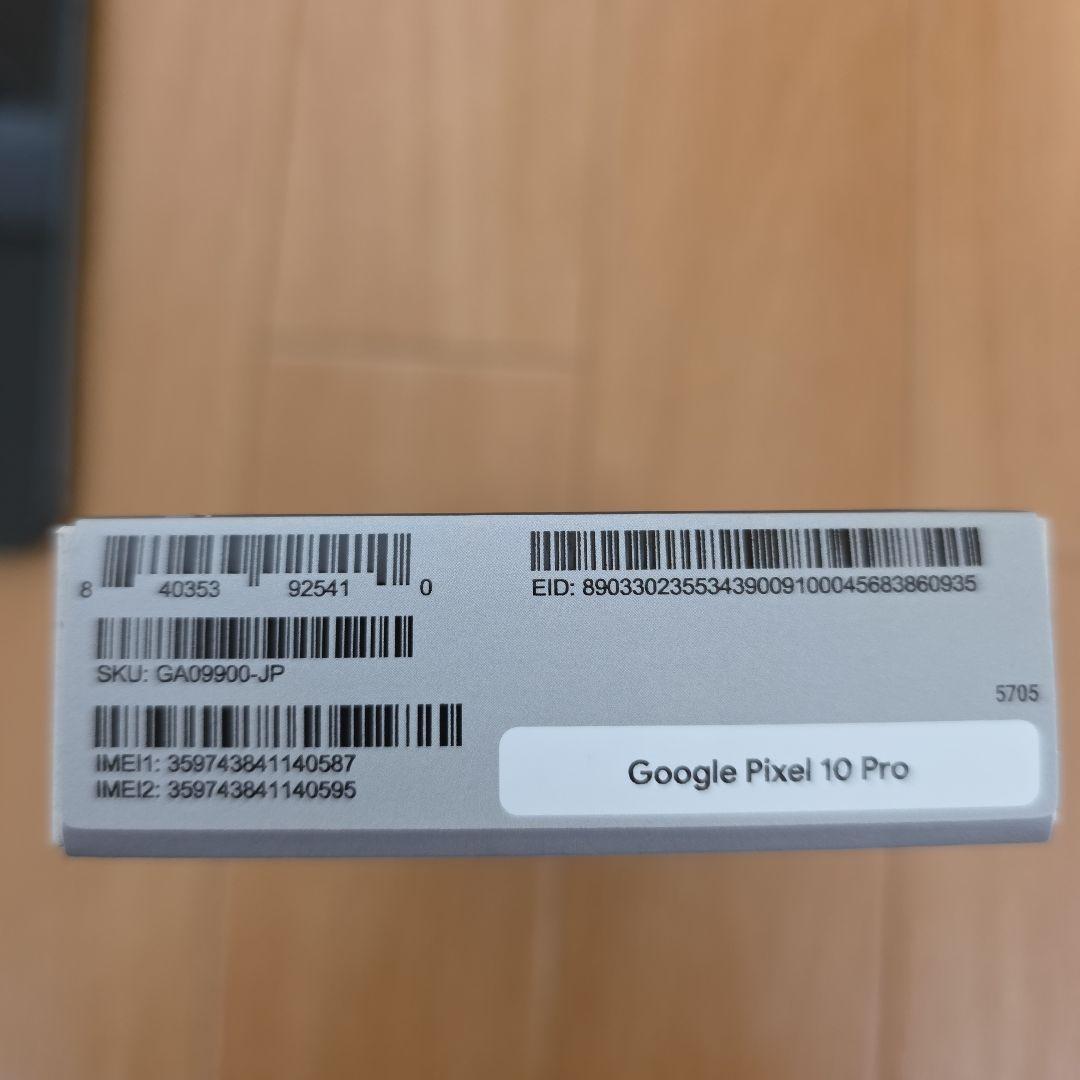 8 40353 92541 0
SKU: GA09900-JP
IMEI1: 359743841140587
IMEI2: 359743841140595
EID: 89033023553439009100045683860935
5705
Google Pixel 10 Pro